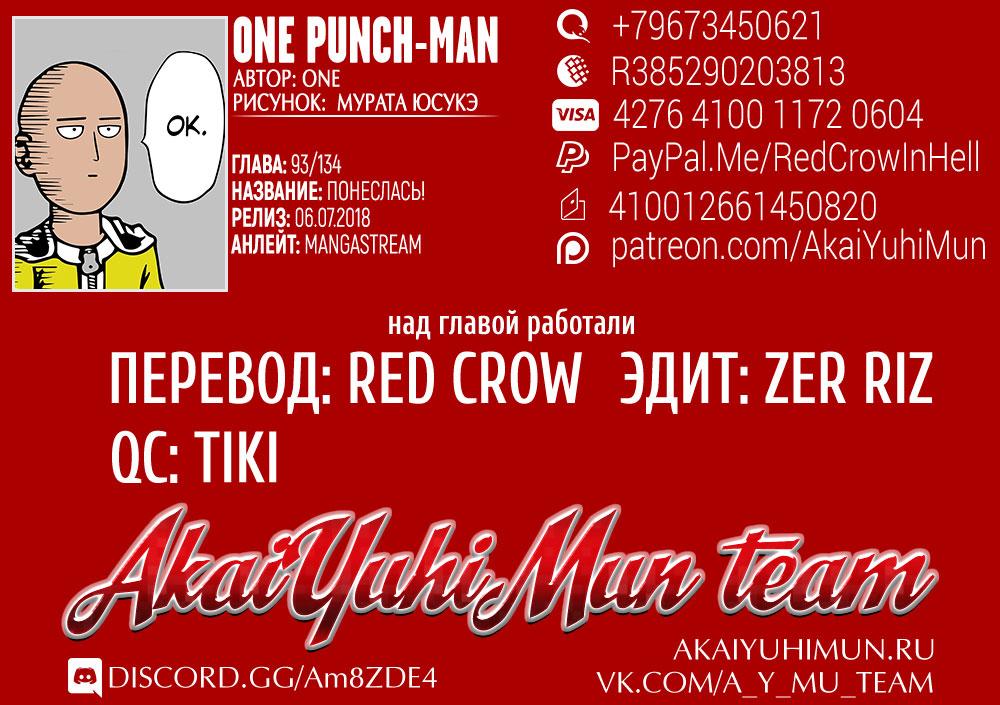 ONE PUNCH-MAN
АВТОР: ONE
РИСУНОК: МУРАТА ЮСУКЭ
OK.
ГЛАВА: 93/134
НАЗВАНИЕ: ПОНЕСЛАСЬ!
РЕЛИЗ: 06.07.2018
АНЛЕЙТ: MANGASTREAM
+79673450621
R385290203813
VISA 4276 4100 1172 0604
PayPal.Me/RedCrowInHell
410012661450820
patreon.com/AkaiYuhiMun
над главой работали
ПЕРЕВОД: RED CROW ЭДИТ: ZER RIZ
QC: TIKI
AkaiYuhiMun team
DISCORD.GG/Am8ZDE4
AKAIYUHIMUN.RU
VK.COM/A_Y_MU_TEAM